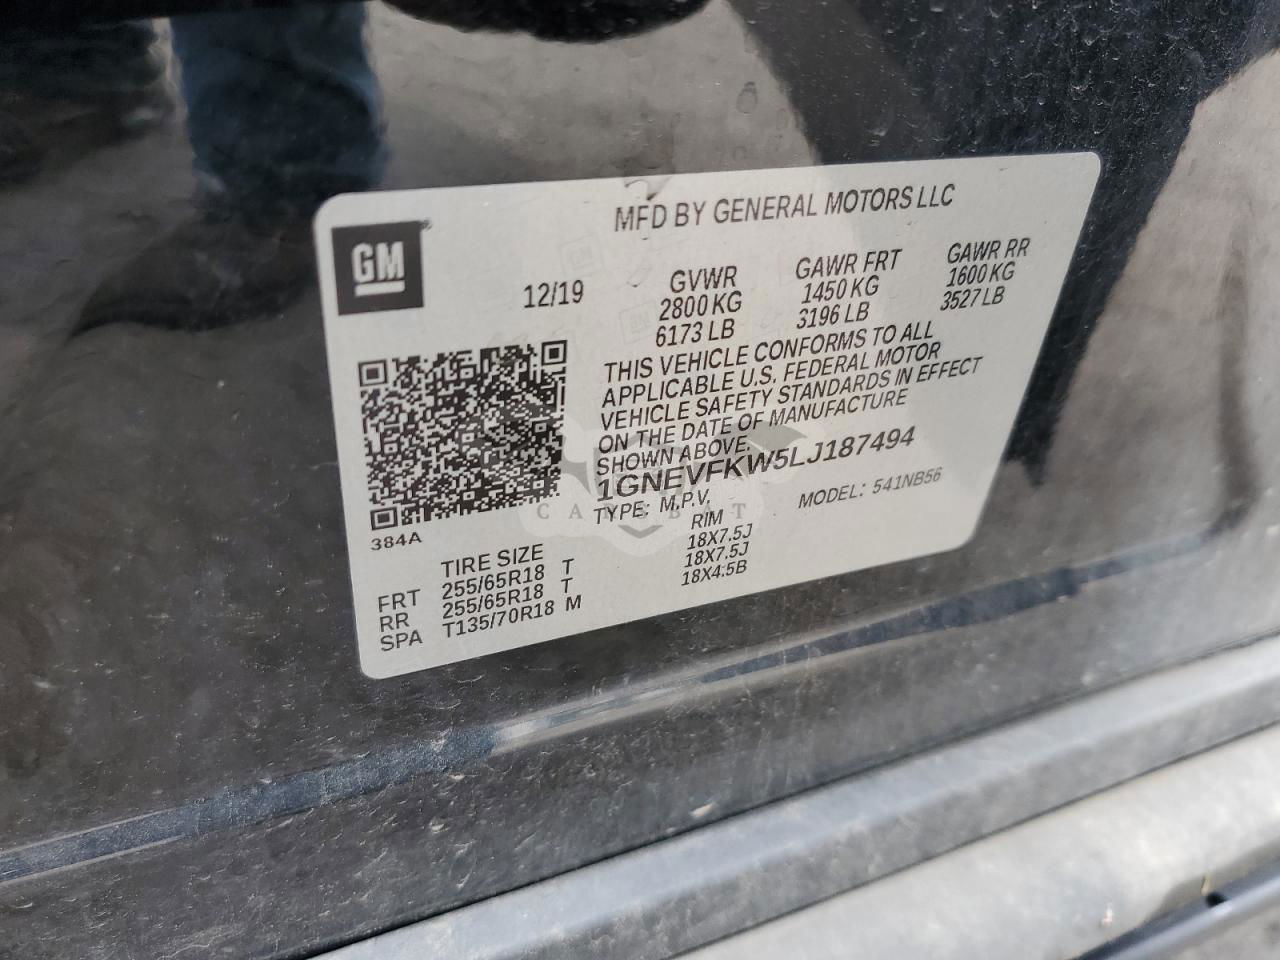 MFD BY GENERAL MOTORS LLC
GM
12/19
GVWR GAWR FRT GAWR RR
2800 KG 1450 KG 1600 KG
6173 LB 3196 LB 3527 LB
THIS VEHICLE CONFORMS TO ALL
APPLICABLE U.S. FEDERAL MOTOR
VEHICLE SAFETY STANDARDS IN EFFECT
ON THE DATE OF MANUFACTURE
SHOWN ABOVE.
1GNEVFKW5LJ187494
TYPE: M.P.V. MODEL: 541NB56
384A
TIRE SIZE RIM
FRT 255/65R18 T 18X7.5J
RR 255/65R18 T 18X7.5J
SPA T135/70R18 M 18X4.5B